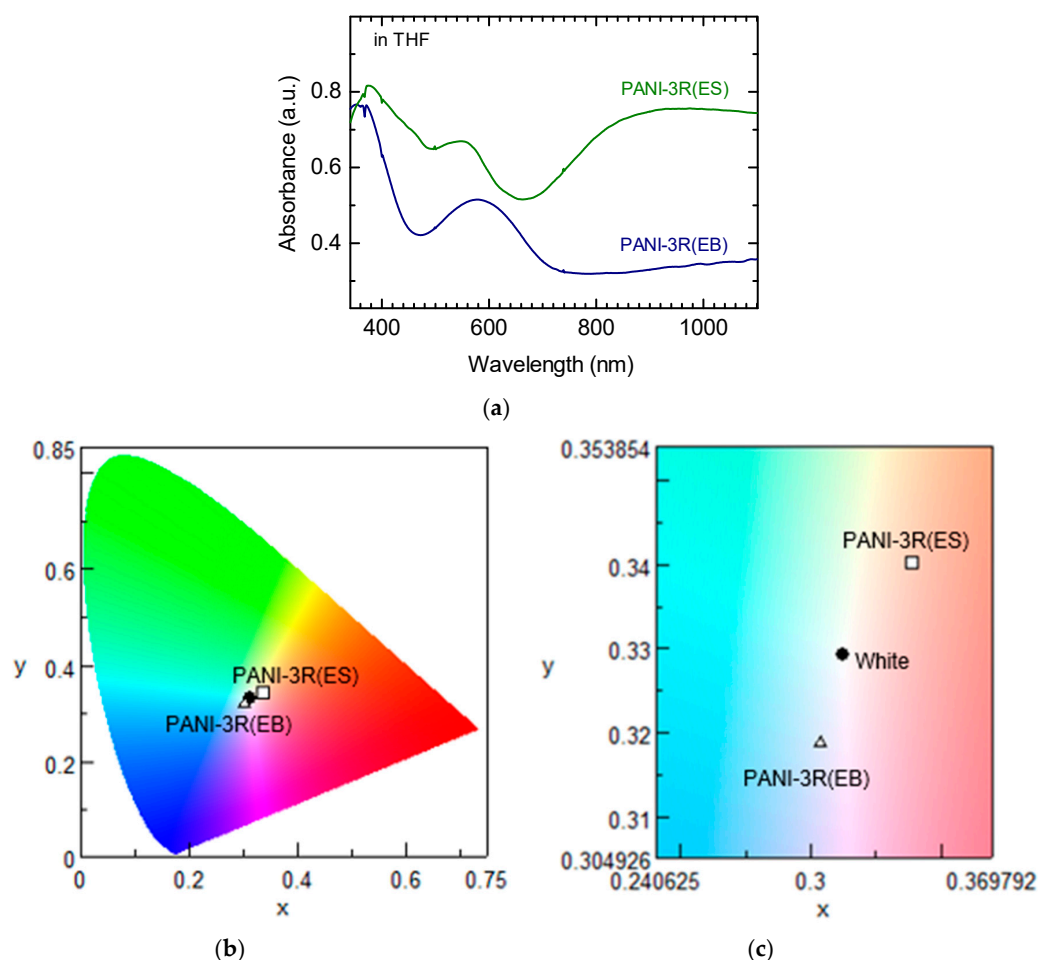 in THF
PANI-3R(ES)
PANI-3R(EB)
0.8
0.6
0.4
Absorbance (a.u.)
400 600 800 1000
Wavelength (nm)
(a)
0.85
0.6
0.4
0.2
0
y
PANI-3R(ES)
PANI-3R(EB)
0 0.2 0.4 0.6 0.75
x
(b)
0.353854
0.34
0.33
0.32
0.31
0.304926
y
PANI-3R(ES)
White
PANI-3R(EB)
0.240625 0.3 0.369792
x
(c)